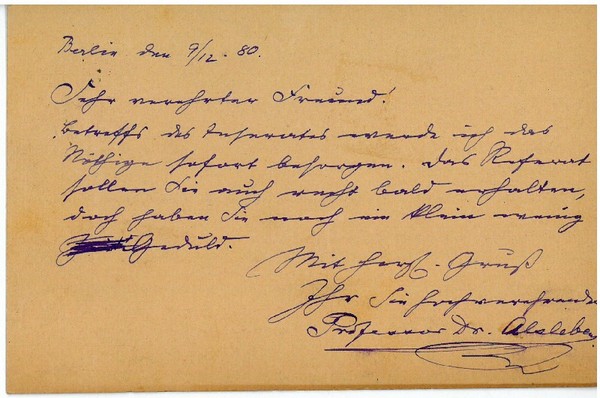 Berlin den 9/12. 80.
Sehr verehrter Freund!
Betreffs des Inserates werde ich das
Nöthige sofort besorgen. Das Referat
sollen Sie auch recht bald erhalten,
doch haben Sie noch ein klein wenig
Geduld.
Mit herzl. Gruß
Ihr Sie hochverehrender
Professor Dr. Alsleben